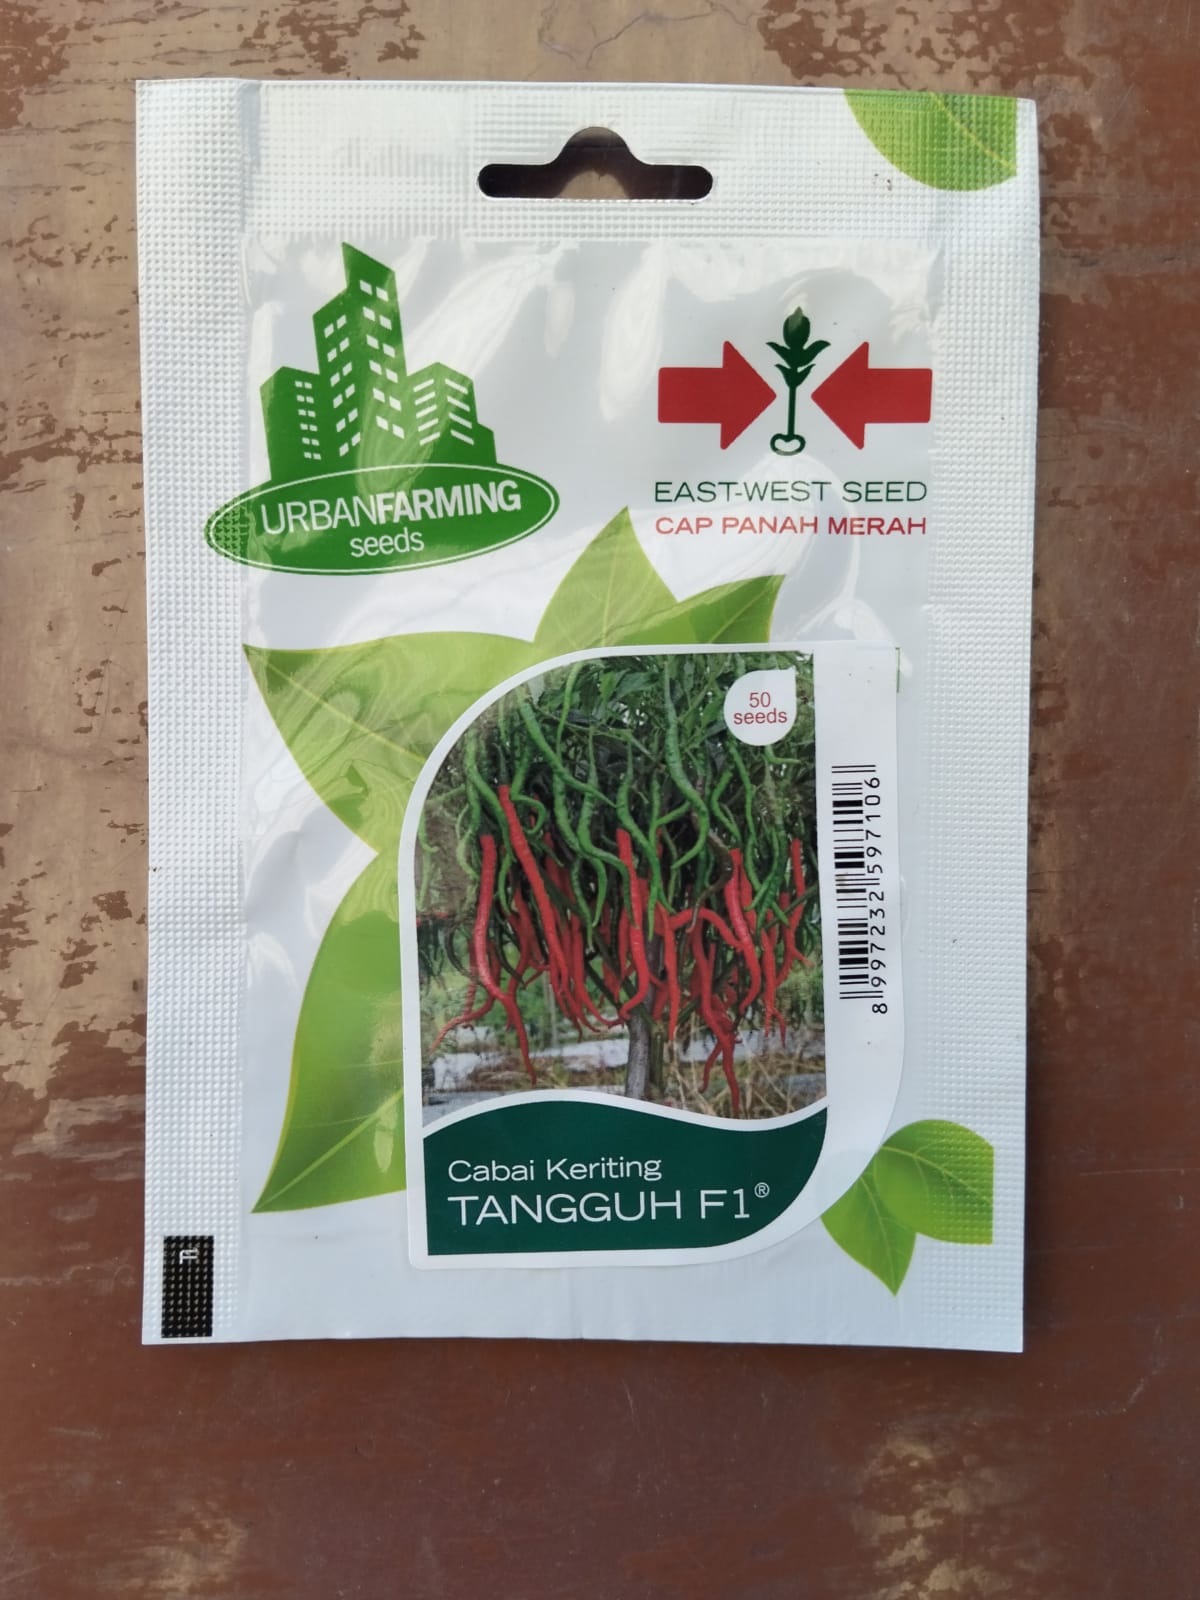 URBANFARMING
seeds
EAST-WEST SEED
CAP PANAH MERAH
50
seeds
8 997232 597106
Cabai Keriting
TANGGUH F1®